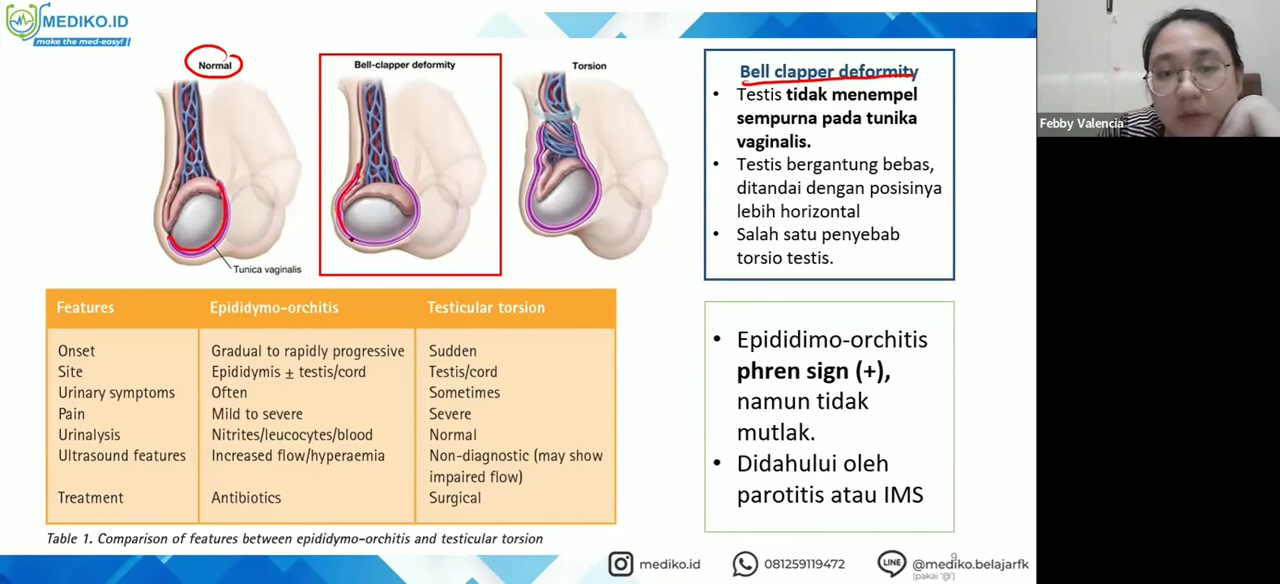 MEDIKO.ID
make the med-easy!
Normal
Bell-clapper deformity
Torsion
Tunica vaginalis
Bell clapper deformity
• Testis tidak menempel
sempurna pada tunika
vaginalis.
• Testis bergantung bebas,
ditandai dengan posisinya
lebih horizontal
• Salah satu penyebab
torsio testis.
Febby Valencia
Features Epididymo-orchitis Testicular torsion
Onset Gradual to rapidly progressive Sudden
Site Epididymis ± testis/cord Testis/cord
Urinary symptoms Often Sometimes
Pain Mild to severe Severe
Urinalysis Nitrites/leucocytes/blood Normal
Ultrasound features Increased flow/hyperaemia Non-diagnostic (may show
impaired flow)
Treatment Antibiotics Surgical
Table 1. Comparison of features between epididymo-orchitis and testicular torsion
• Epididimo-orchitis
phren sign (+),
namun tidak
mutlak.
• Didahului oleh
parotitis atau IMS
mediko.id
081259119472
LINE
@mediko.belajarfk
(pakai '@')
9